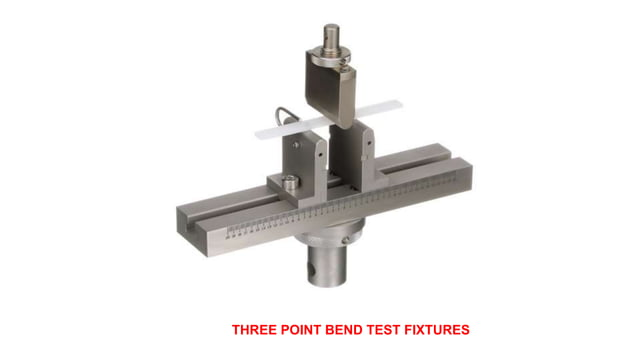 THREE POINT BEND TEST FIXTURES